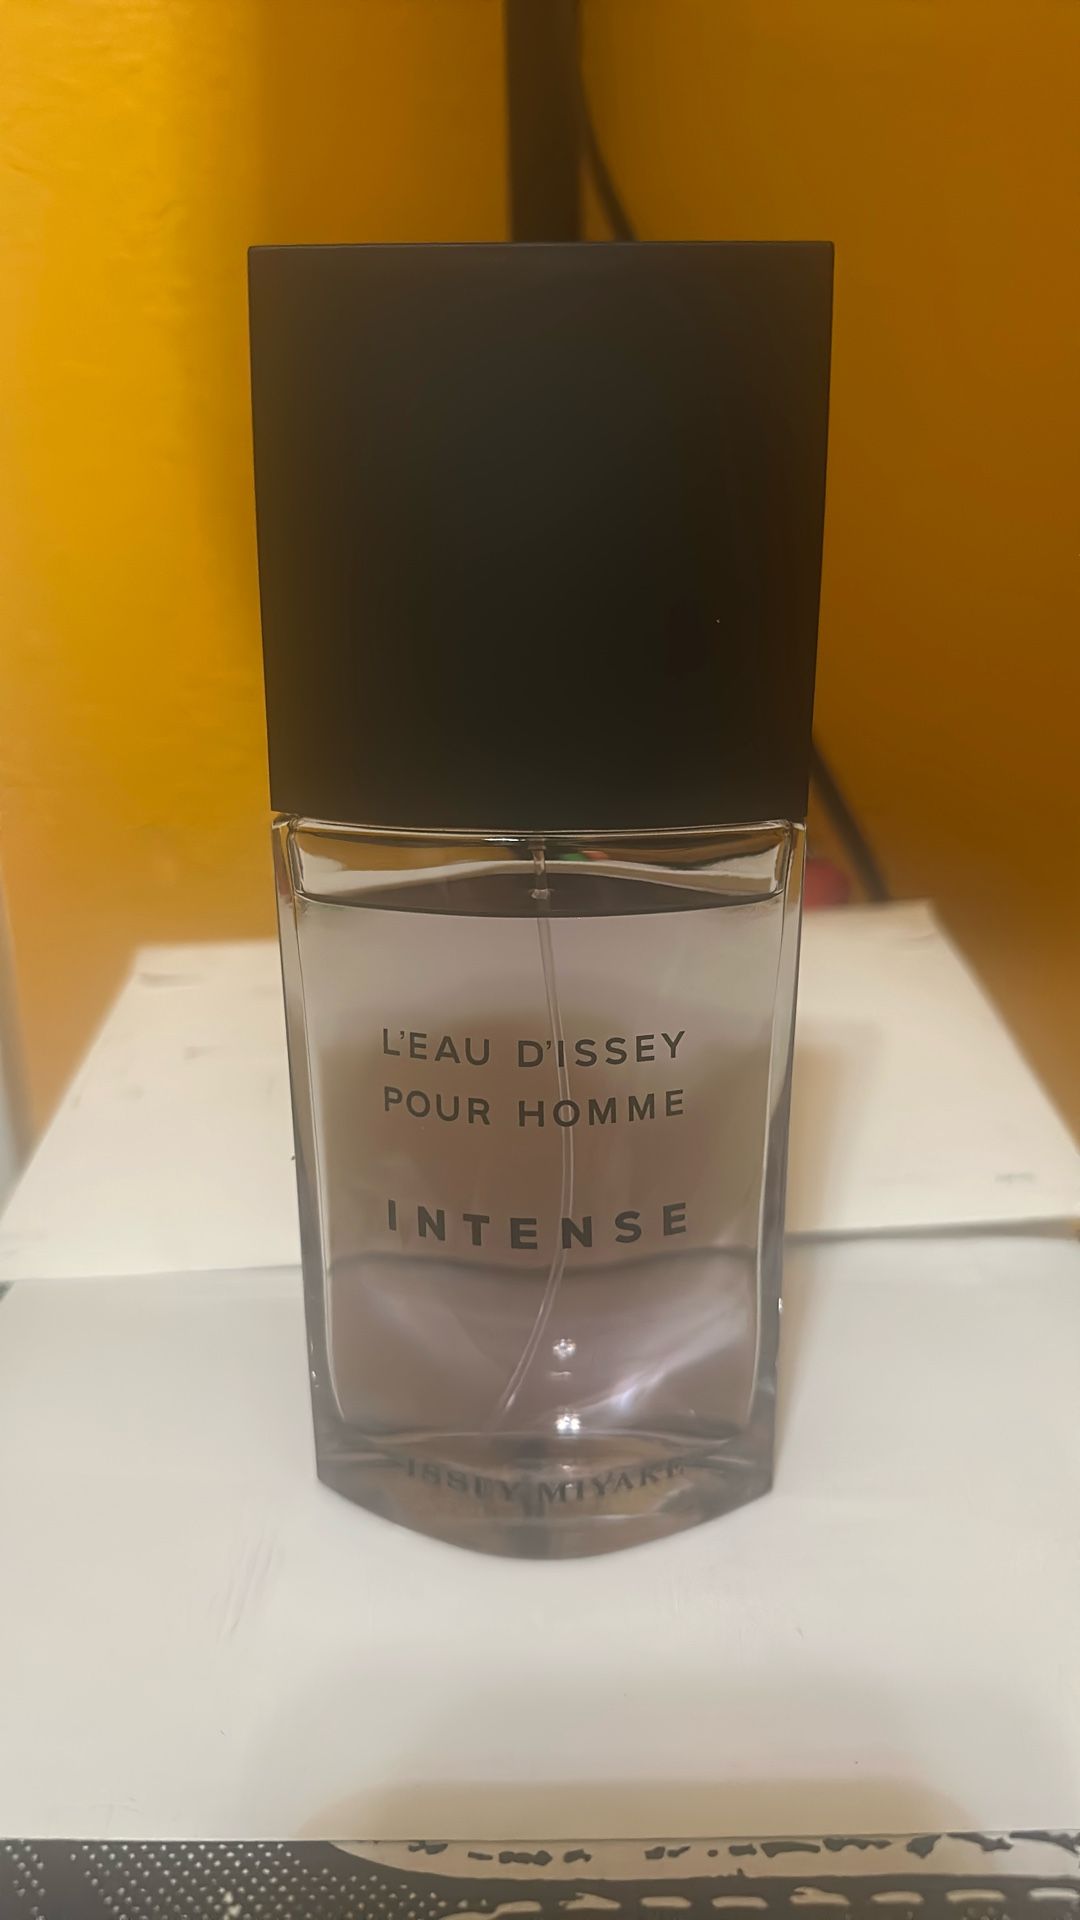 L'EAU D'ISSEY
POUR HOMME
INTENSE
ISSEY MIYAKE